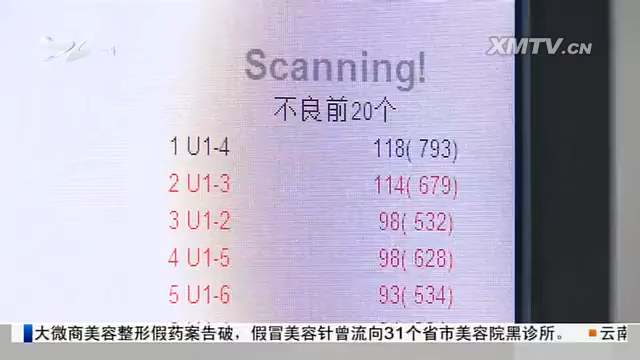 XMTV.CN
Scanning!
不良前20个
1 U1-4 118( 793)
2 U1-3 114( 679)
3 U1-2 98( 532)
4 U1-5 98( 628)
5 U1-6 93( 534)
大微商美容整形假药案告破，假冒美容针曾流向31个省市美容院黑诊所。 云南